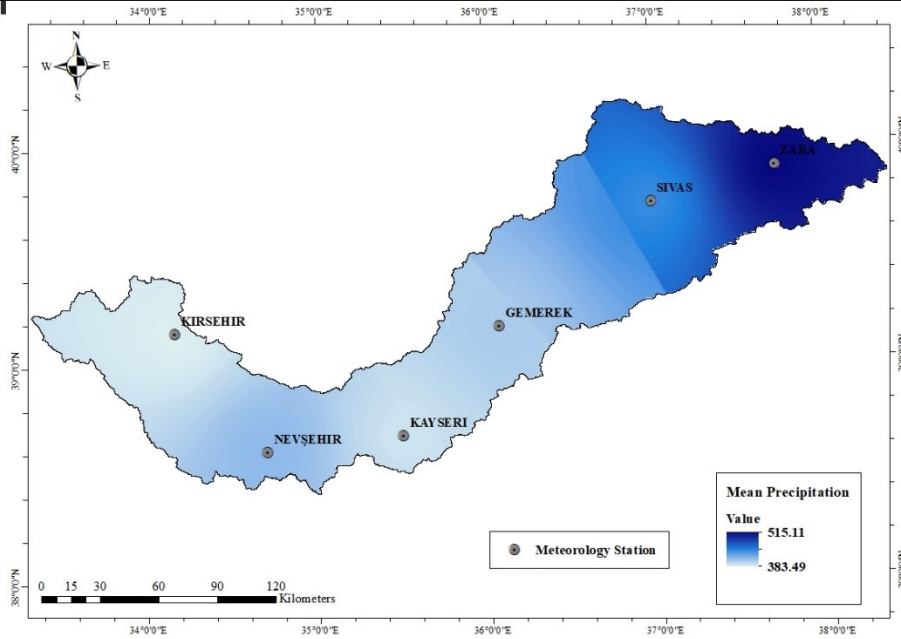 34°0'0"E 35°0'0"E 36°0'0"E 37°0'0"E 38°0'0"E
N
W E
S
40°0'0"N
ZARA
SIVAS
GEMEREK
KIRSEHIR
39°0'0"N
KAYSERI
NEVŞEHIR
Mean Precipitation
Value
515.11
383.49
Meteorology Station
38°0'0"N
0 15 30 60 90 120
Kilometers
34°0'0"E 35°0'0"E 36°0'0"E 37°0'0"E 38°0'0"E